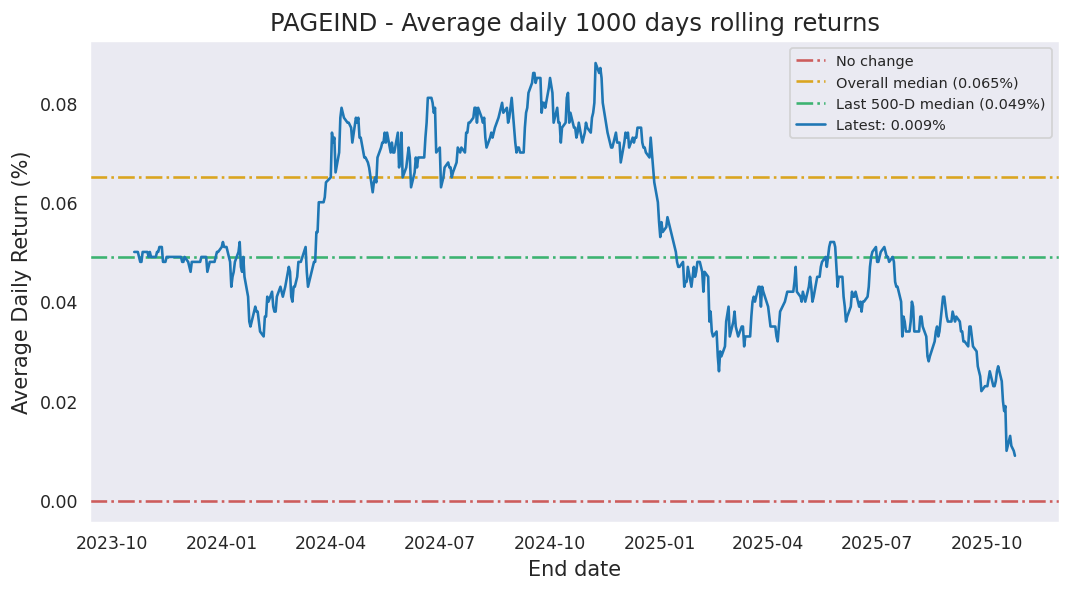 PAGEIND - Average daily 1000 days rolling returns
No change
Overall median (0.065%)
Last 500-D median (0.049%)
Latest: 0.009%
Average Daily Return (%)
0.08
0.06
0.04
0.02
0.00
2023-10 2024-01 2024-04 2024-07 2024-10 2025-01 2025-04 2025-07 2025-10
End date